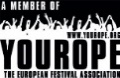 A MEMBER OF
WWW.YOUROPE.ORG
YOUROPE
THE EUROPEAN FESTIVAL ASSOCIATION